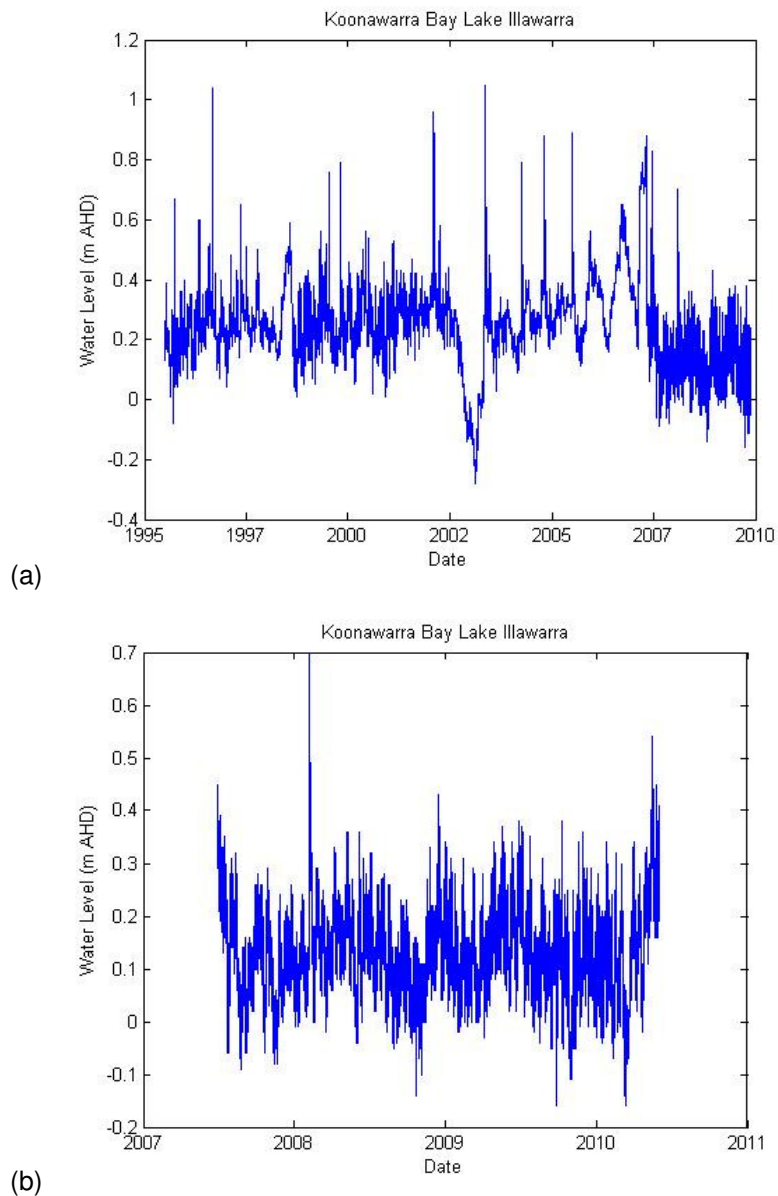 Koonawarra Bay Lake Illawarra
1.2
1
0.8
0.6
0.4
0.2
0
-0.2
-0.4
Water Level (m AHD)
1995 1997 2000 2002 2005 2007 2010
Date
(a)
Koonawarra Bay Lake Illawarra
0.7
0.6
0.5
0.4
0.3
0.2
0.1
0
-0.1
-0.2
Water Level (m AHD)
2007 2008 2009 2010 2011
Date
(b)